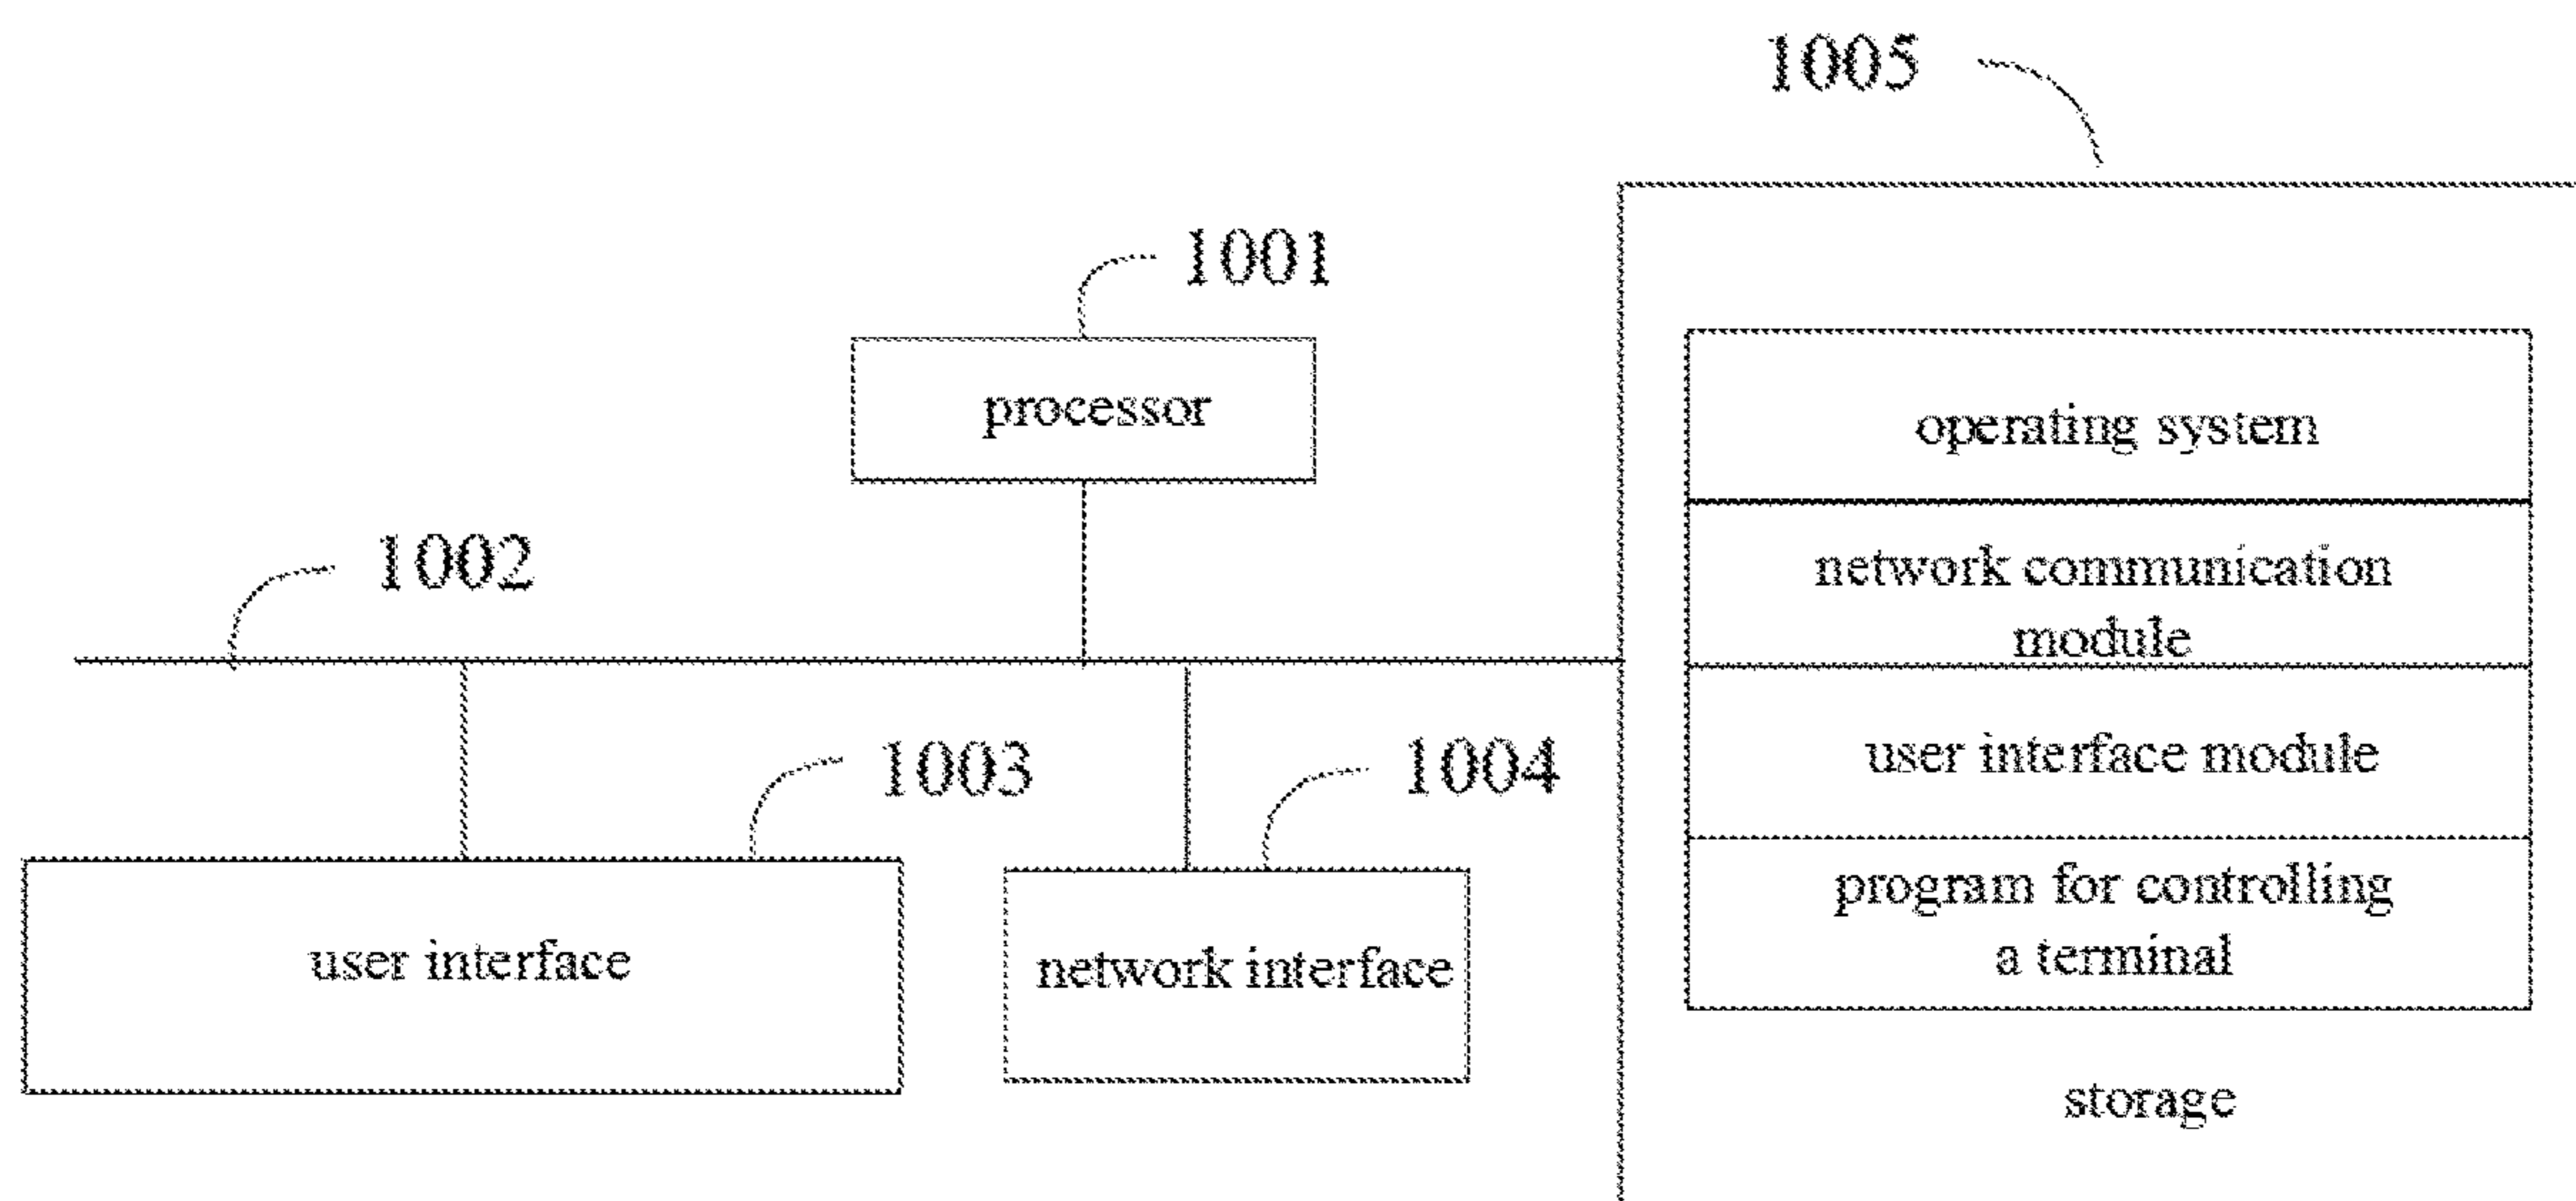 1005
1001
processor
operating system
1002
network communication
module
1003
1004
user interface module
user interface
network interface
program for controlling
a terminal
storage